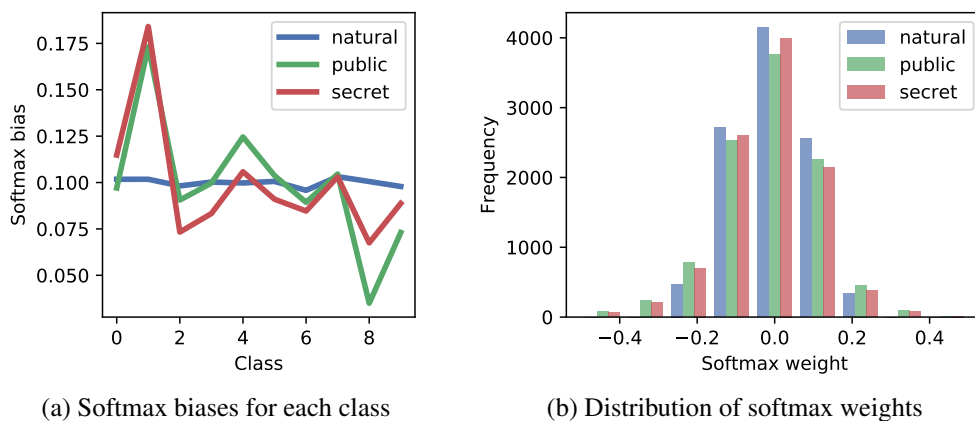 0.175
0.150
0.125
0.100
0.075
0.050
Softmax bias
natural
public
secret
0 2 4 6 8
Class
(a) Softmax biases for each class
4000
3000
2000
1000
0
Frequency
natural
public
secret
−0.4 −0.2 0.0 0.2 0.4
Softmax weight
(b) Distribution of softmax weights